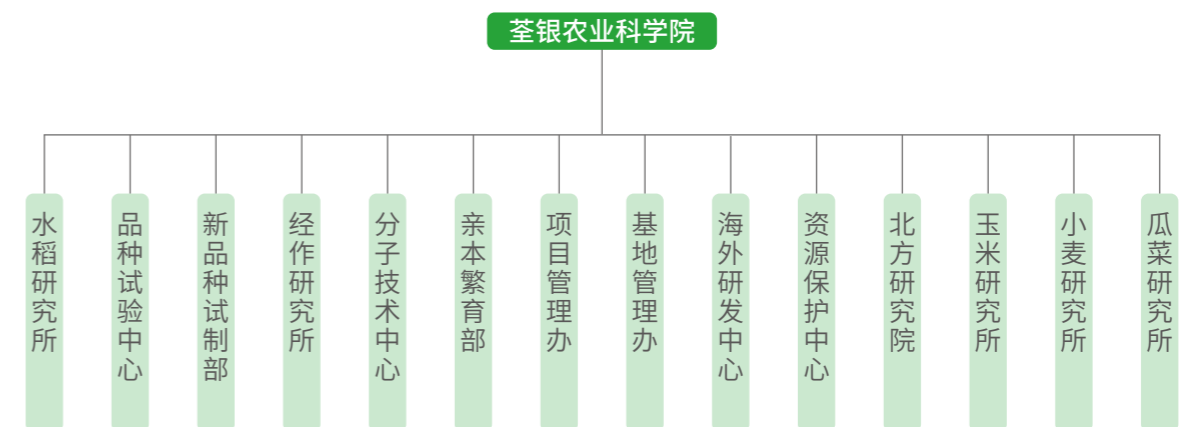 荃银农业科学院
水稻研究所
品种试验中心
新品种试制部
经作研究所
分子技术中心
亲本繁育部
项目管理办
基地管理办
海外研发中心
资源保护中心
北方研究院
玉米研究所
小麦研究所
瓜菜研究所